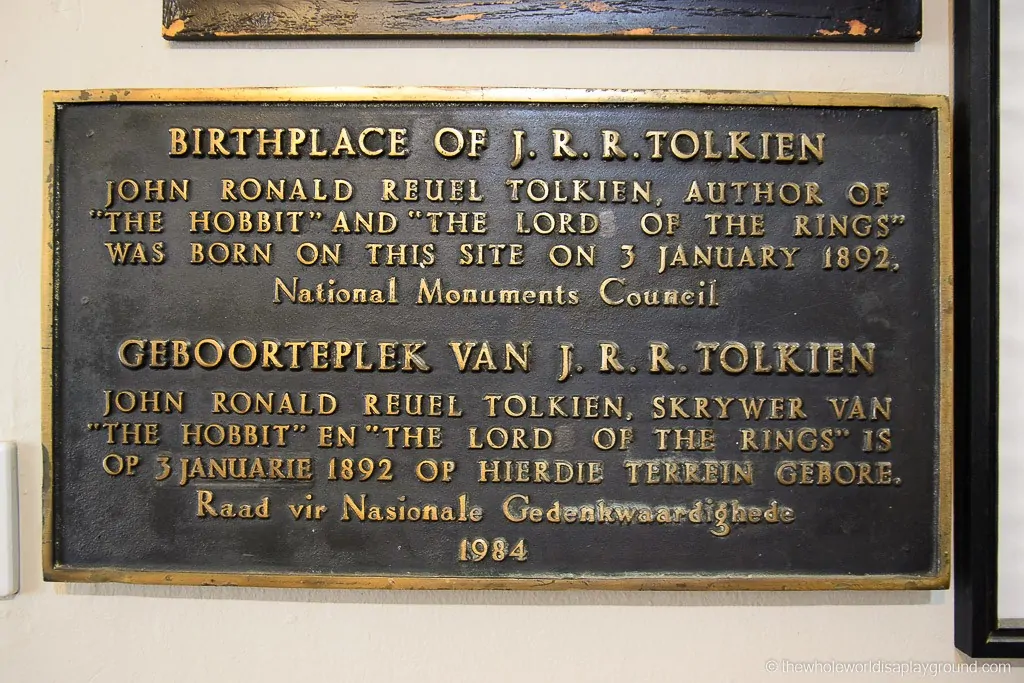 BIRTHPLACE OF J. R. R. TOLKIEN
JOHN RONALD REUEL TOLKIEN, AUTHOR OF
"THE HOBBIT" AND "THE LORD OF THE RINGS"
WAS BORN ON THIS SITE ON 3 JANUARY 1892.
National Monuments Council
GEBOORTEPLEK VAN J. R. R. TOLKIEN
JOHN RONALD REUEL TOLKIEN, SKRYWER VAN
"THE HOBBIT" EN "THE LORD OF THE RINGS" IS
OP 3 JANUARIE 1892 OP HIERDIE TERREIN GEBORE.
Raad vir Nasionale Gedenkwaardighede
1984
© thewholeworldisaplayground.com